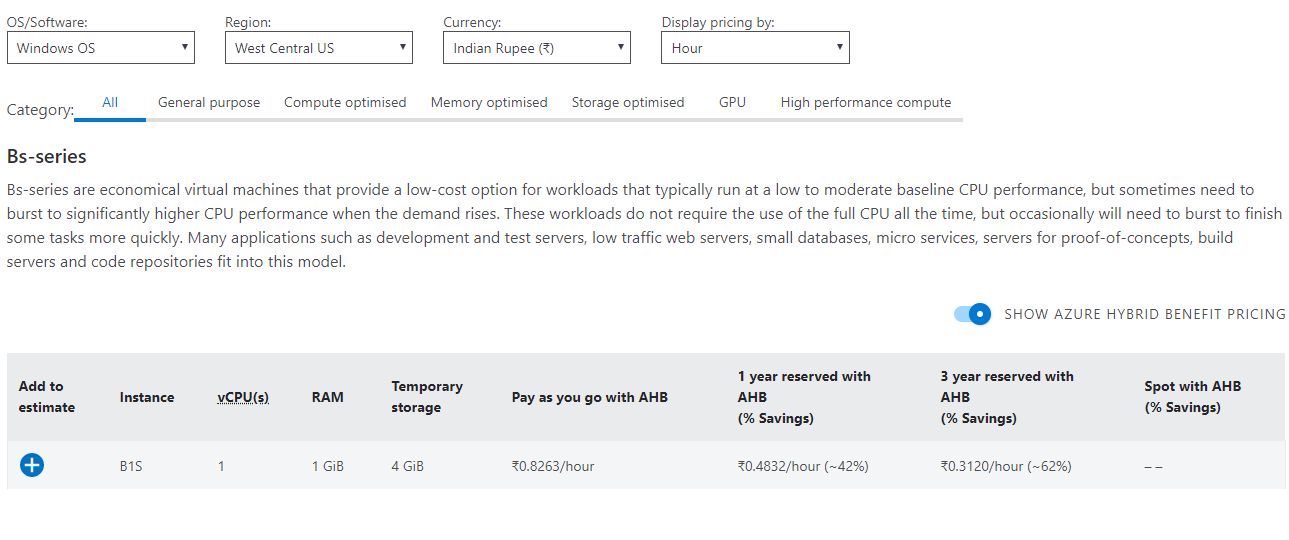 OS/Software: Region: Currency: Display pricing by:
Windows OS West Central US Indian Rupee (₹) Hour
Category: All General purpose Compute optimised Memory optimised Storage optimised GPU High performance compute
Bs-series
Bs-series are economical virtual machines that provide a low-cost option for workloads that typically run at a low to moderate baseline CPU performance, but sometimes need to
burst to significantly higher CPU performance when the demand rises. These workloads do not require the use of the full CPU all the time, but occasionally will need to burst to finish
some tasks more quickly. Many applications such as development and test servers, low traffic web servers, small databases, micro services, servers for proof-of-concepts, build
servers and code repositories fit into this model.
SHOW AZURE HYBRID BENEFIT PRICING
Add to
estimate
Instance
vCPU(s)
RAM
Temporary
storage
Pay as you go with AHB
1 year reserved with
AHB
(% Savings)
3 year reserved with
AHB
(% Savings)
Spot with AHB
(% Savings)
B1S 1 1 GiB 4 GiB ₹0.8263/hour ₹0.4832/hour (~42%) ₹0.3120/hour (~62%) – –